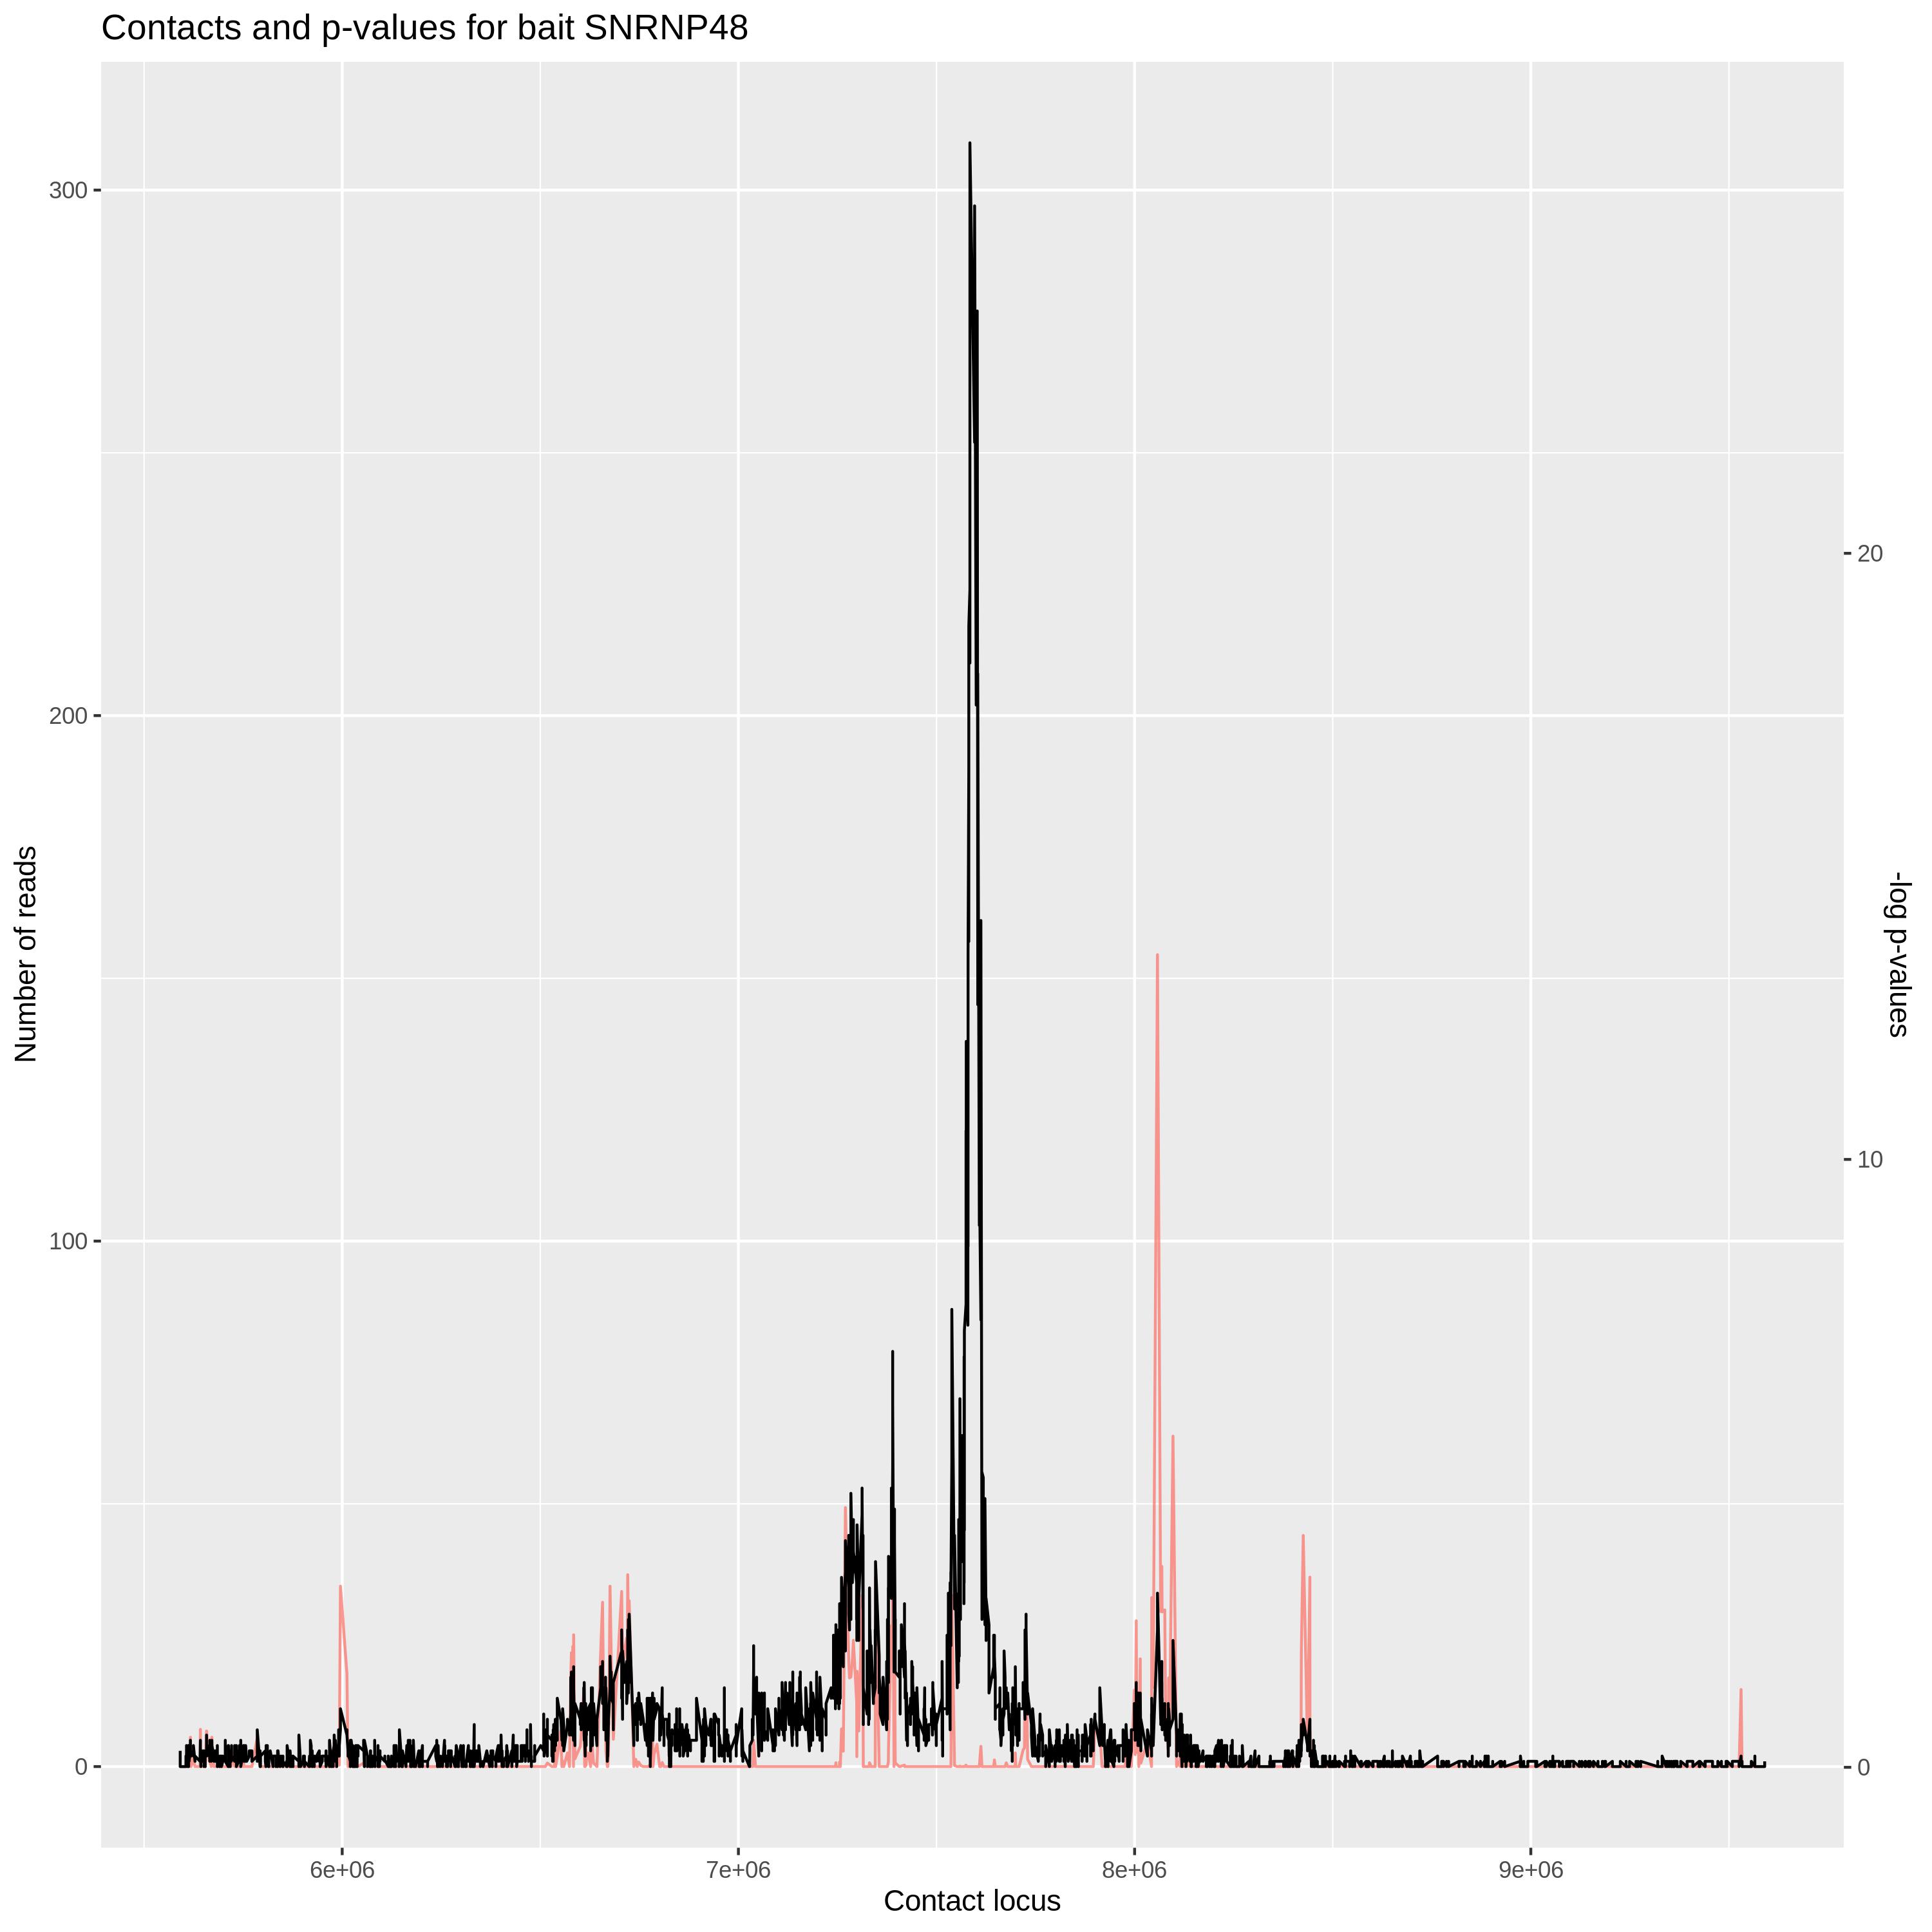 Contacts and p-values for bait SNRNP48
300
200
100
0
Number of reads
20
10
0
-log p-values
6e+06
7e+06
8e+06
9e+06
Contact locus